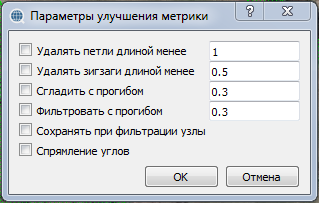 Параметры улучшения метрики
Удалять петли длиной менее 1
Удалять зигзаги длиной менее 0.5
Сгладить с прогибом 0.3
Фильтровать с прогибом 0.3
Сохранять при фильтрации узлы
Спрямление углов
OK Отмена